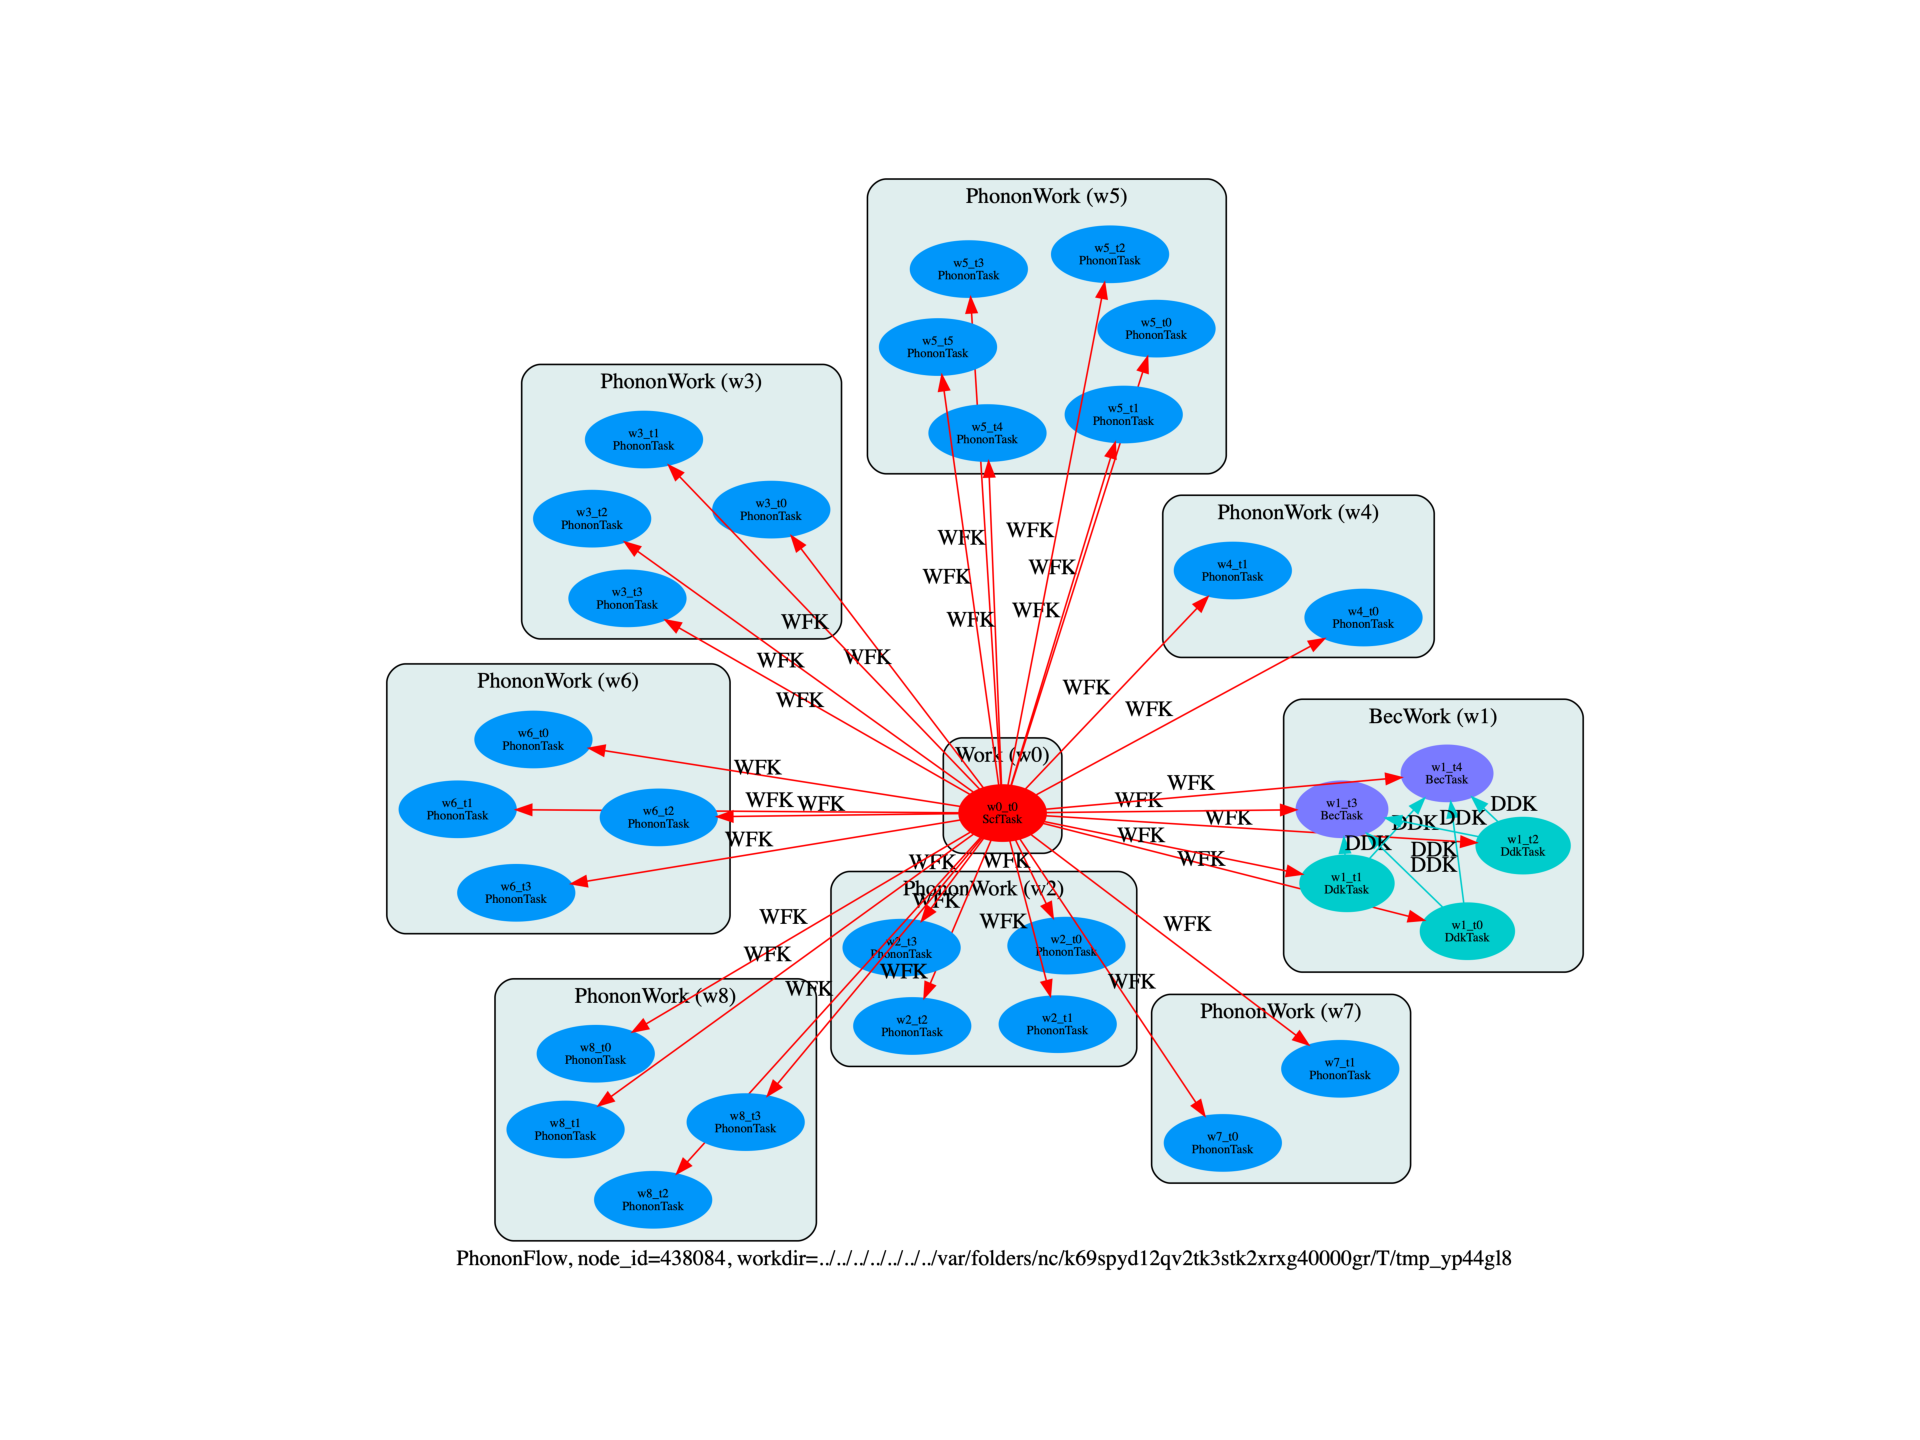 PhononWork (w5)
w5_t3
PhononTask
w5_t2
PhononTask
w5_t0
PhononTask
w5_t5
PhononTask
w5_t1
PhononTask
w5_t4
PhononTask
PhononWork (w3)
w3_t1
PhononTask
w3_t0
PhononTask
w3_t2
PhononTask
w3_t3
PhononTask
PhononWork (w4)
w4_t1
PhononTask
w4_t0
PhononTask
WFK
WFK
WFK
WFK
WFK
WFK
WFK
WFK
WFK
WFK
WFK
WFK
PhononWork (w6)
w6_t0
PhononTask
w6_t1
PhononTask
w6_t2
PhononTask
w6_t3
PhononTask
WFK
WFK
WFK
WFK
Work (w0)
w0_t0
ScfTask
BecWork (w1)
w1_t4
BecTask
w1_t3
BecTask
w1_t2
DdkTask
w1_t1
DdkTask
w1_t0
DdkTask
WFK
WFK
WFK
WFK
WFK
DDK
DDK
DDK
DDK
DDK
DDK
PhononWork (w2)
w2_t3
PhononTask
w2_t0
PhononTask
w2_t2
PhononTask
w2_t1
PhononTask
WFK
WFK
WFK
WFK
WFK
WFK
WFK
WFK
WFK
WFK
PhononWork (w8)
w8_t0
PhononTask
w8_t1
PhononTask
w8_t3
PhononTask
w8_t2
PhononTask
PhononWork (w7)
w7_t1
PhononTask
w7_t0
PhononTask
PhononFlow, node_id=438084, workdir=../../../../../../../var/folders/nc/k69spyd12qv2tk3stk2xrxg40000gr/T/tmp_yp44gl8